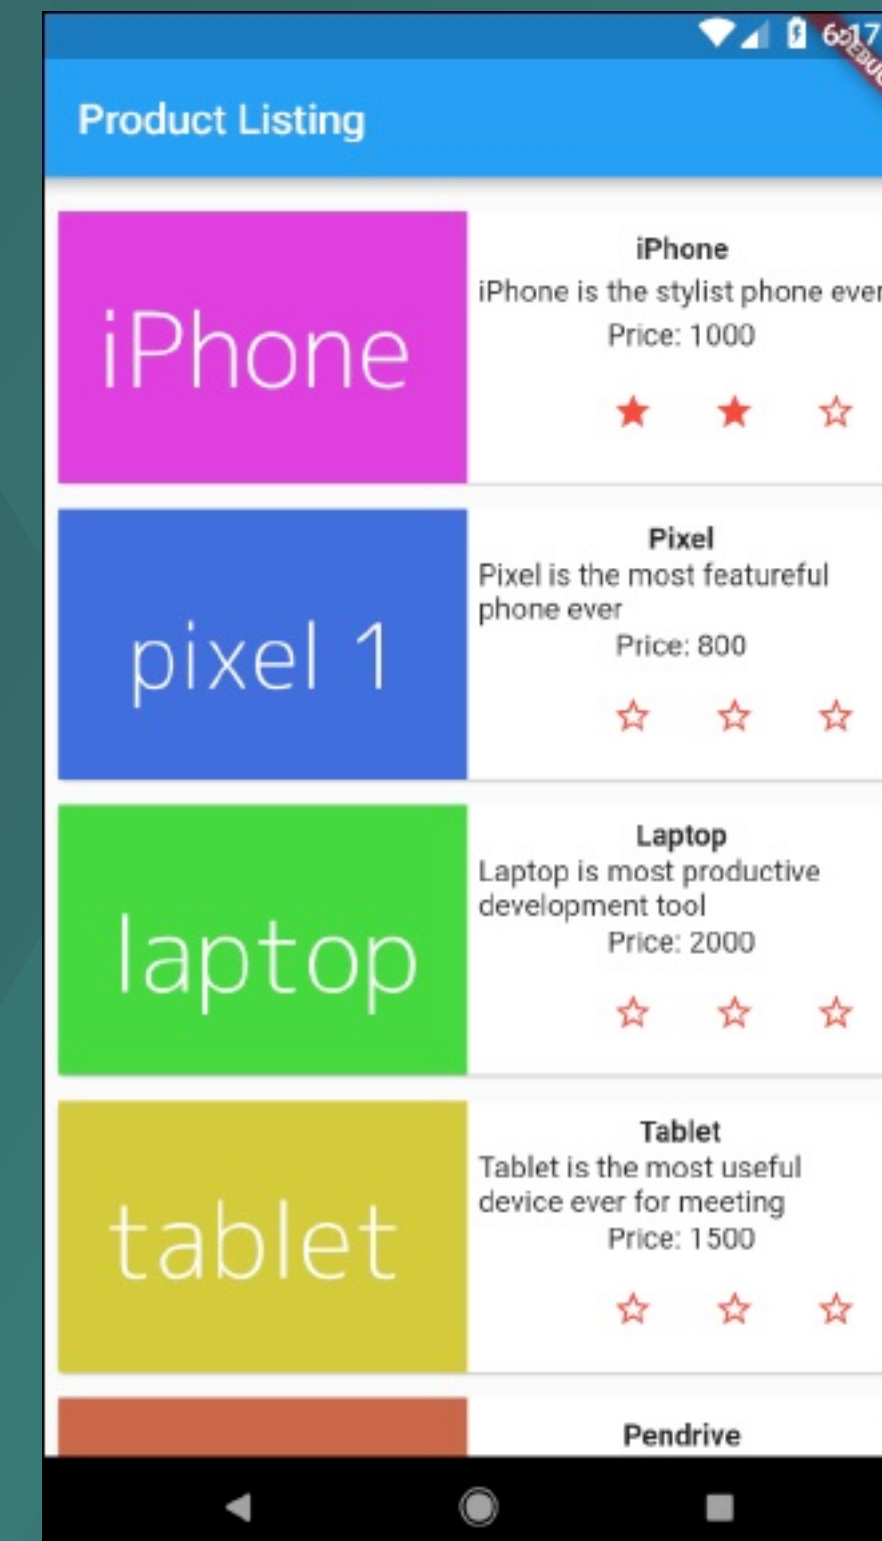 6:17
DEBUG
Product Listing
iPhone
iPhone
iPhone is the stylist phone ever
Price: 1000
pixel 1
Pixel
Pixel is the most featureful
phone ever
Price: 800
laptop
Laptop
Laptop is most productive
development tool
Price: 2000
tablet
Tablet
Tablet is the most useful
device ever for meeting
Price: 1500
Pendrive